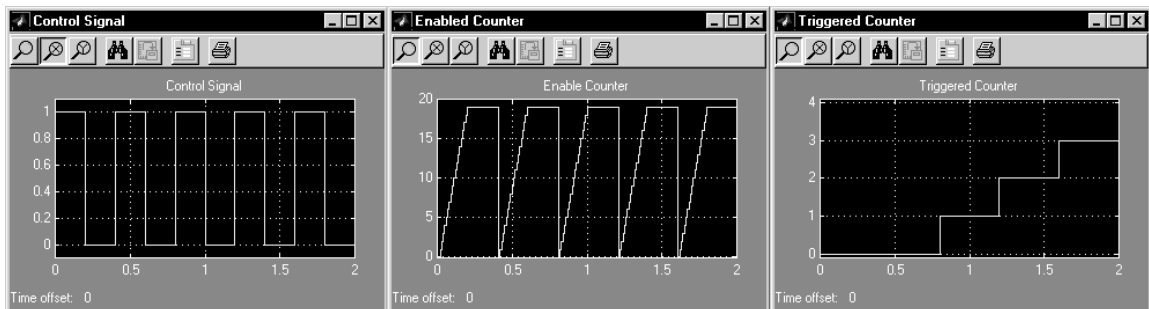 Control Signal
Control Signal
1
0.8
0.6
0.4
0.2
0
0 0.5 1 1.5 2
Time offset: 0
Enabled Counter
Enable Counter
20
15
10
5
0
0 0.5 1 1.5 2
Time offset: 0
Triggered Counter
Triggered Counter
4
3
2
1
0
0 0.5 1 1.5 2
Time offset: 0